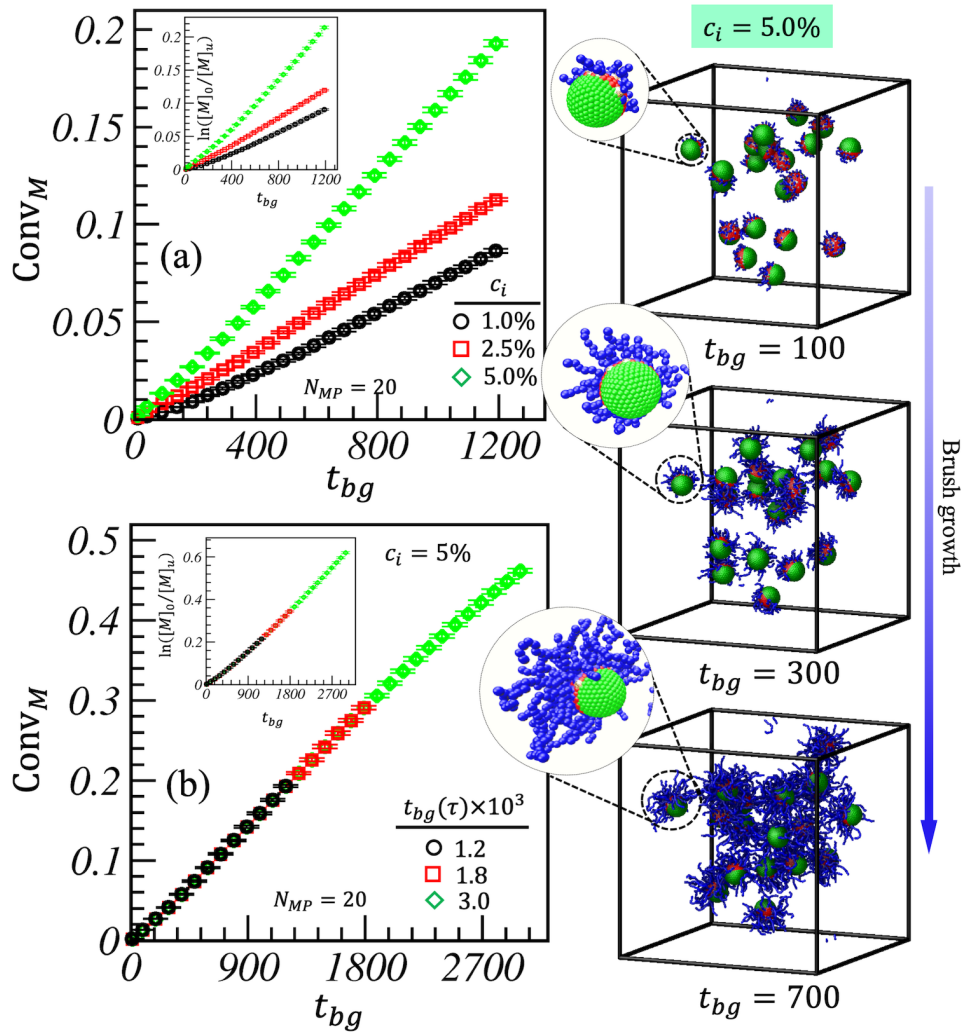 0.2
0.15
0.1
0.05
0
Conv_M
0.2
0.15
0.1
0.05
0.00
ln([M]_0/[M]_u)
0
400
800
1200
t_bg
(a)
c_i
1.0%
2.5%
5.0%
N_MP = 20
0
400
800
1200
t_bg
0.5
0.4
0.3
0.2
0.1
0
Conv_M
0.6
0.4
0.2
0.0
ln([M]_0/[M]_u)
0
900
1800
2700
t_bg
c_i = 5%
(b)
t_bg(τ)×10^3
1.2
1.8
3.0
N_MP = 20
0
900
1800
2700
t_bg
c_i = 5.0%
t_bg = 100
t_bg = 300
t_bg = 700
Brush growth